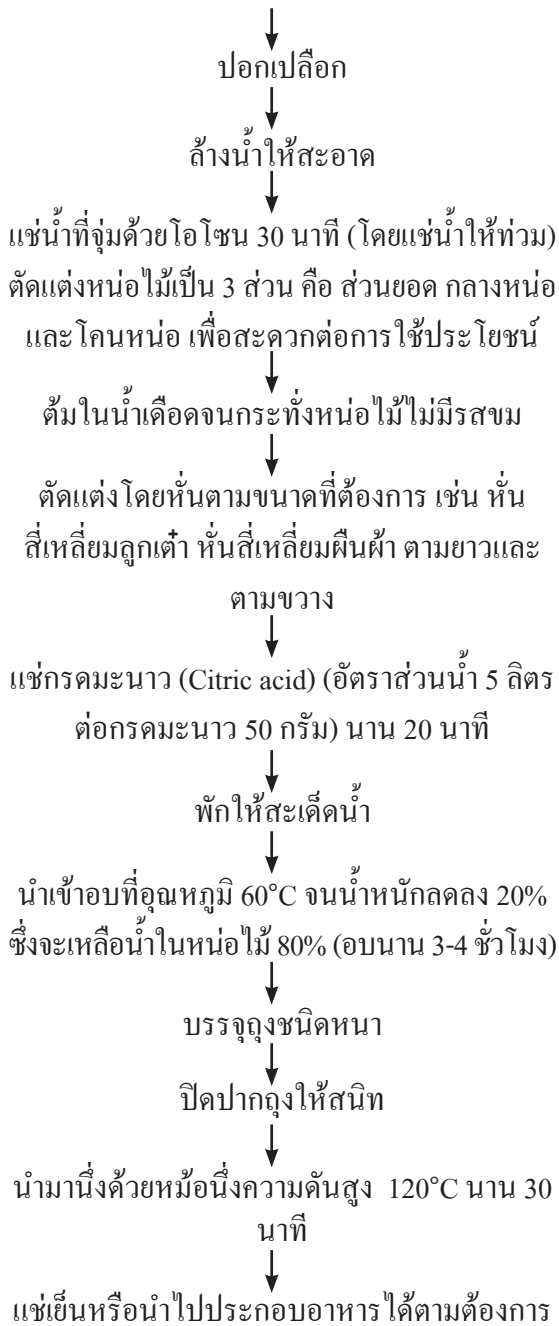 ปอกเปลือก
ล้างน้ำให้สะอาด
แช่น้ำที่จุ่มด้วยโอโซน 30 นาที (โดยแช่น้ำให้ท่วม)
ตัดแต่งหน่อไม้เป็น 3 ส่วน คือ ส่วนยอด กลางหน่อ
และโคนหน่อ เพื่อสะดวกต่อการใช้ประโยชน์
ต้มในน้ำเดือดจนกระทั่งหน่อไม้ไม่มีรสขม
ตัดแต่งโดยหั่นตามขนาดที่ต้องการ เช่น หั่น
สี่เหลี่ยมลูกเต๋า หั่นสี่เหลี่ยมผืนผ้า ตามยาวและ
ตามขวาง
แช่กรดมะนาว (Citric acid) (อัตราส่วนน้ำ 5 ลิตร
ต่อกรดมะนาว 50 กรัม) นาน 20 นาที
พักให้สะเด็ดน้ำ
นำเข้าอบที่อุณหภูมิ 60°C จนน้ำหนักลดลง 20%
ซึ่งจะเหลือน้ำในหน่อไม้ 80% (อบนาน 3-4 ชั่วโมง)
บรรจุถุงชนิดหนา
ปิดปากถุงให้สนิท
นำมานึ่งด้วยหม้อนึ่งความดันสูง 120°C นาน 30
นาที
แช่เย็นหรือนำไปประกอบอาหารได้ตามต้องการ